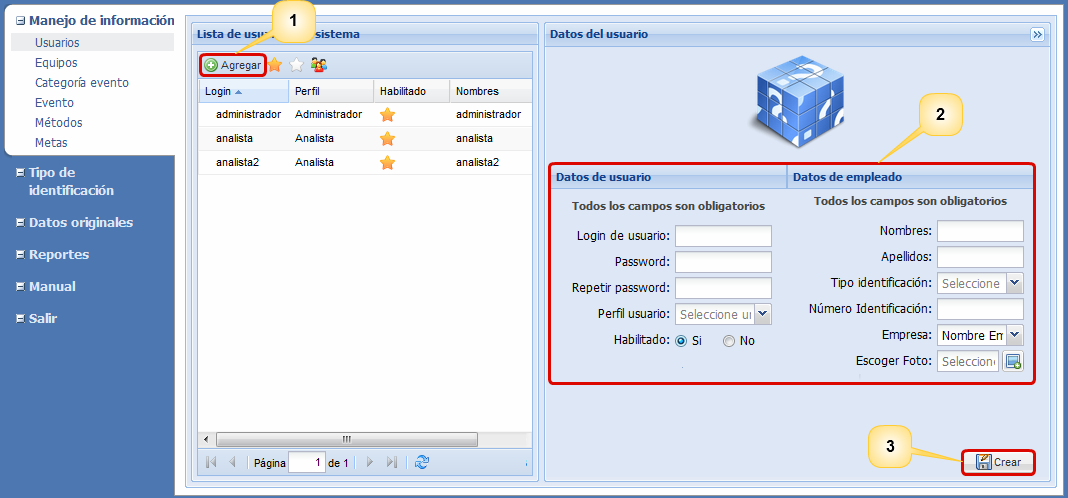 Manejo de información
Usuarios
Equipos
Categoría evento
Evento
Métodos
Metas
Tipo de
identificación
Datos originales
Reportes
Manual
Salir
1
Lista de usu sistema
Agregar
Login Perfil Habilitado Nombres
administrador Administrador administrador
analista Analista analista
analista2 Analista analista2
Página 1 de 1
Datos del usuario
2
Datos de usuario
Todos los campos son obligatorios
Login de usuario:
Password:
Repetir password:
Perfil usuario: Seleccione u
Habilitado: Si No
Datos de empleado
Todos los campos son obligatorios
Nombres:
Apellidos:
Tipo identificación: Seleccione
Número Identificación:
Empresa: Nombre Em
Escoger Foto: Seleccion
3
Crear